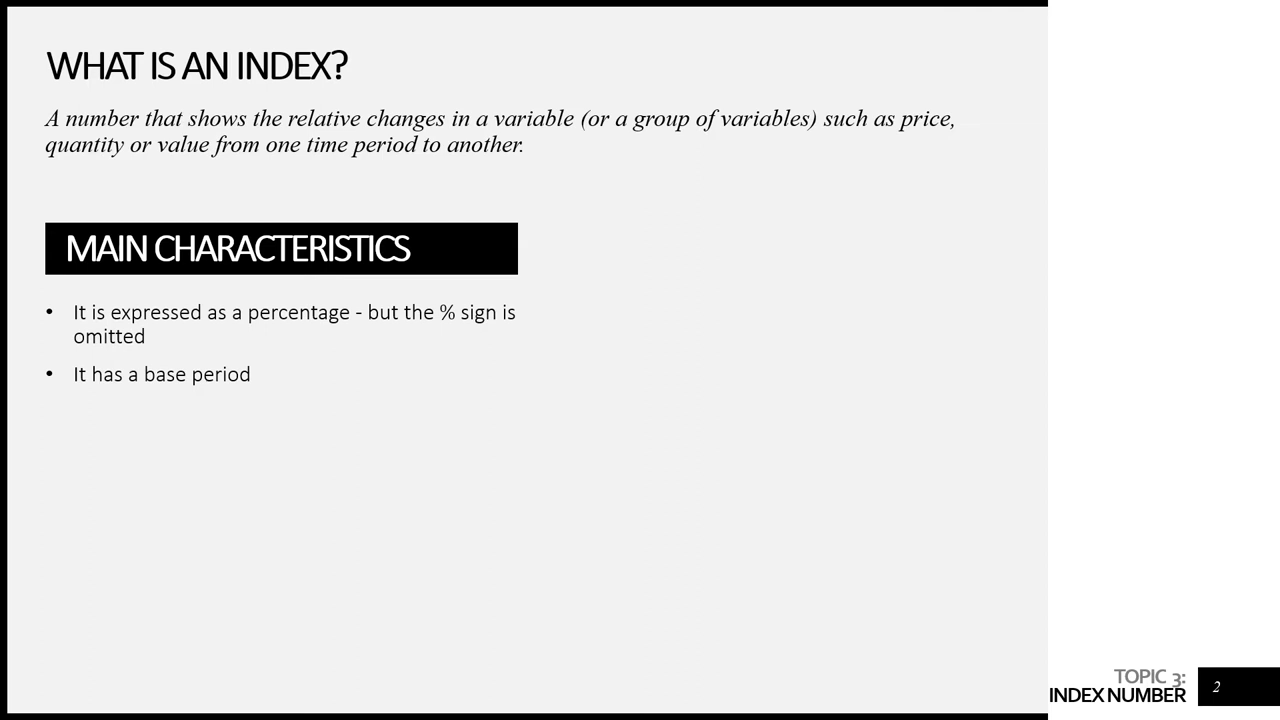 WHAT IS AN INDEX?
A number that shows the relative changes in a variable (or a group of variables) such as price,
quantity or value from one time period to another.
MAIN CHARACTERISTICS
• It is expressed as a percentage - but the % sign is
omitted
• It has a base period
TOPIC 3:
INDEX NUMBER
2